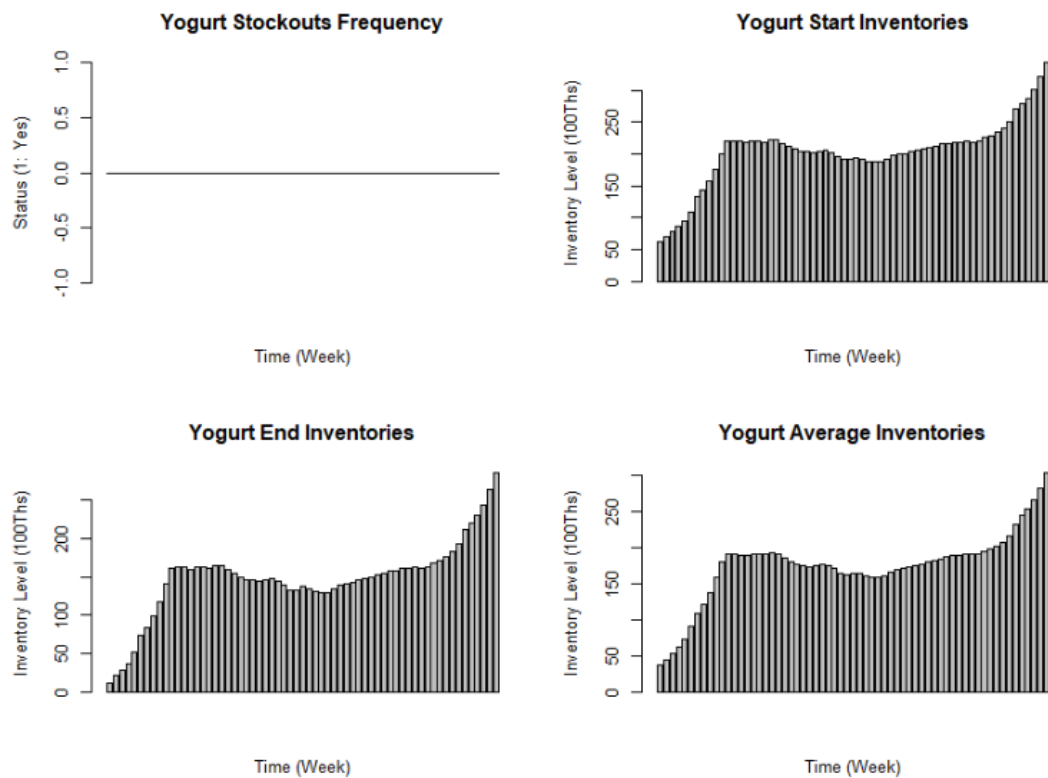 Yogurt Stockouts Frequency
Status (1: Yes)
1.0
0.5
0.0
-0.5
-1.0
Time (Week)
Yogurt Start Inventories
Inventory Level (100Ths)
250
150
50
0
Time (Week)
Yogurt End Inventories
Inventory Level (100Ths)
200
100
50
0
Time (Week)
Yogurt Average Inventories
Inventory Level (100Ths)
250
150
50
0
Time (Week)